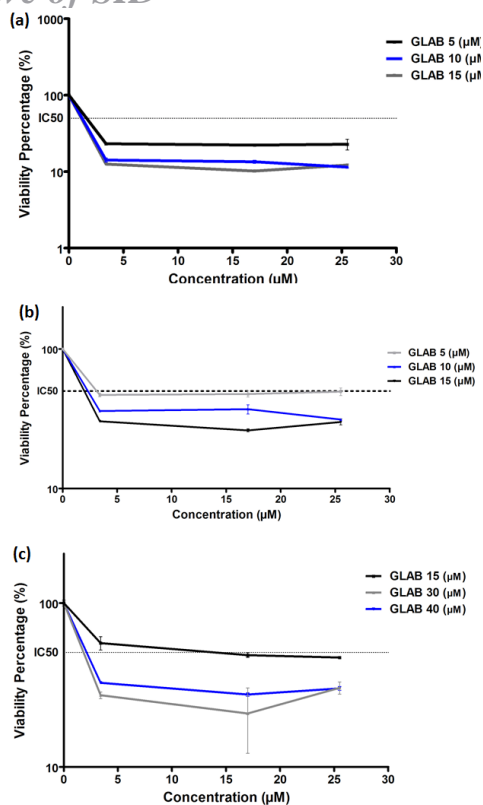 of SID
(a)
1000
100
IC50
10
1
Viability Ppercentage (%)
0 5 10 15 20 25 30
Concentration (µM)
GLAB 5 (µM)
GLAB 10 (µM
GLAB 15 (µM
(b)
100
IC50
10
Viability Percentage (%)
0 5 10 15 20 25 30
Concentration (µM)
GLAB 5 (µM)
GLAB 10 (µM)
GLAB 15 (µM)
(c)
100
IC50
10
Viability Percentage (%)
0 5 10 15 20 25 30
Concentration (µM)
GLAB 15 (µM)
GLAB 30 (µM)
GLAB 40 (µM)